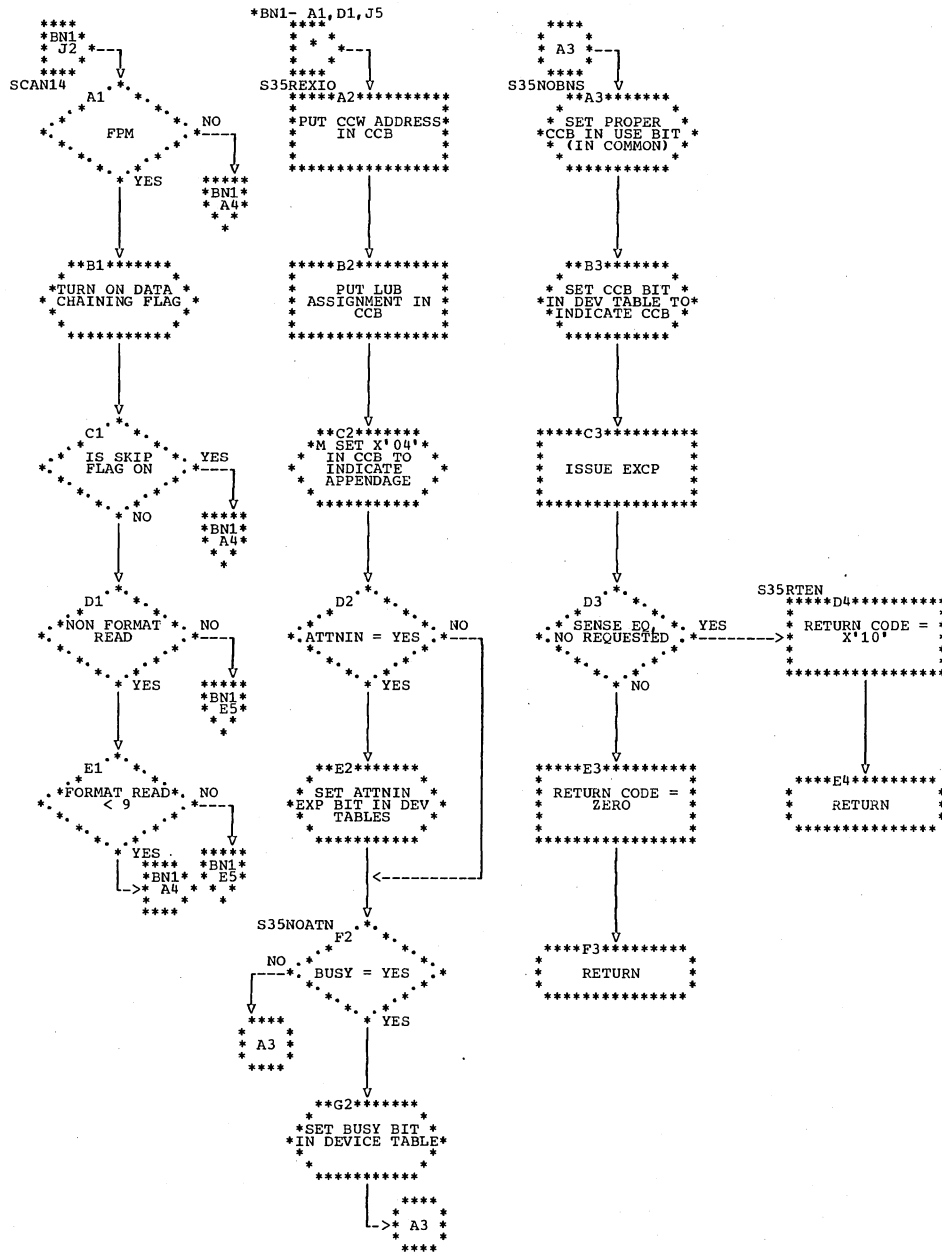 *BN1- A1,D1,J5
BN1
J2
SCAN14
A1
FPM
NO
YES
BN1
A4
B1
TURN ON DATA
CHAINING FLAG
C1
IS SKIP
FLAG ON
YES
NO
BN1
A4
D1
NON FORMAT
READ
NO
YES
BN1
E5
E1
FORMAT READ
< 9
NO
YES
BN1
A4
BN1
E5
*
S35REXIO
A2
PUT CCW ADDRESS
IN CCB
B2
PUT LUB
ASSIGNMENT IN
CCB
C2
M SET X'04'
IN CCB TO
INDICATE
APPENDAGE
D2
ATTNIN = YES
NO
YES
E2
SET ATTNIN
EXP BIT IN DEV
TABLES
S35NOATN
F2
BUSY = YES
NO
YES
A3
G2
SET BUSY BIT
IN DEVICE TABLE
A3
A3
S35NOBNS
A3
SET PROPER
CCB IN USE BIT
(IN COMMON)
B3
SET CCB BIT
IN DEV TABLE TO
INDICATE CCB
C3
ISSUE EXCP
D3
SENSE EQ,
NO REQUESTED
YES
NO
E3
RETURN CODE =
ZERO
F3
RETURN
S35RTEN
D4
RETURN CODE =
X'10'
E4
RETURN